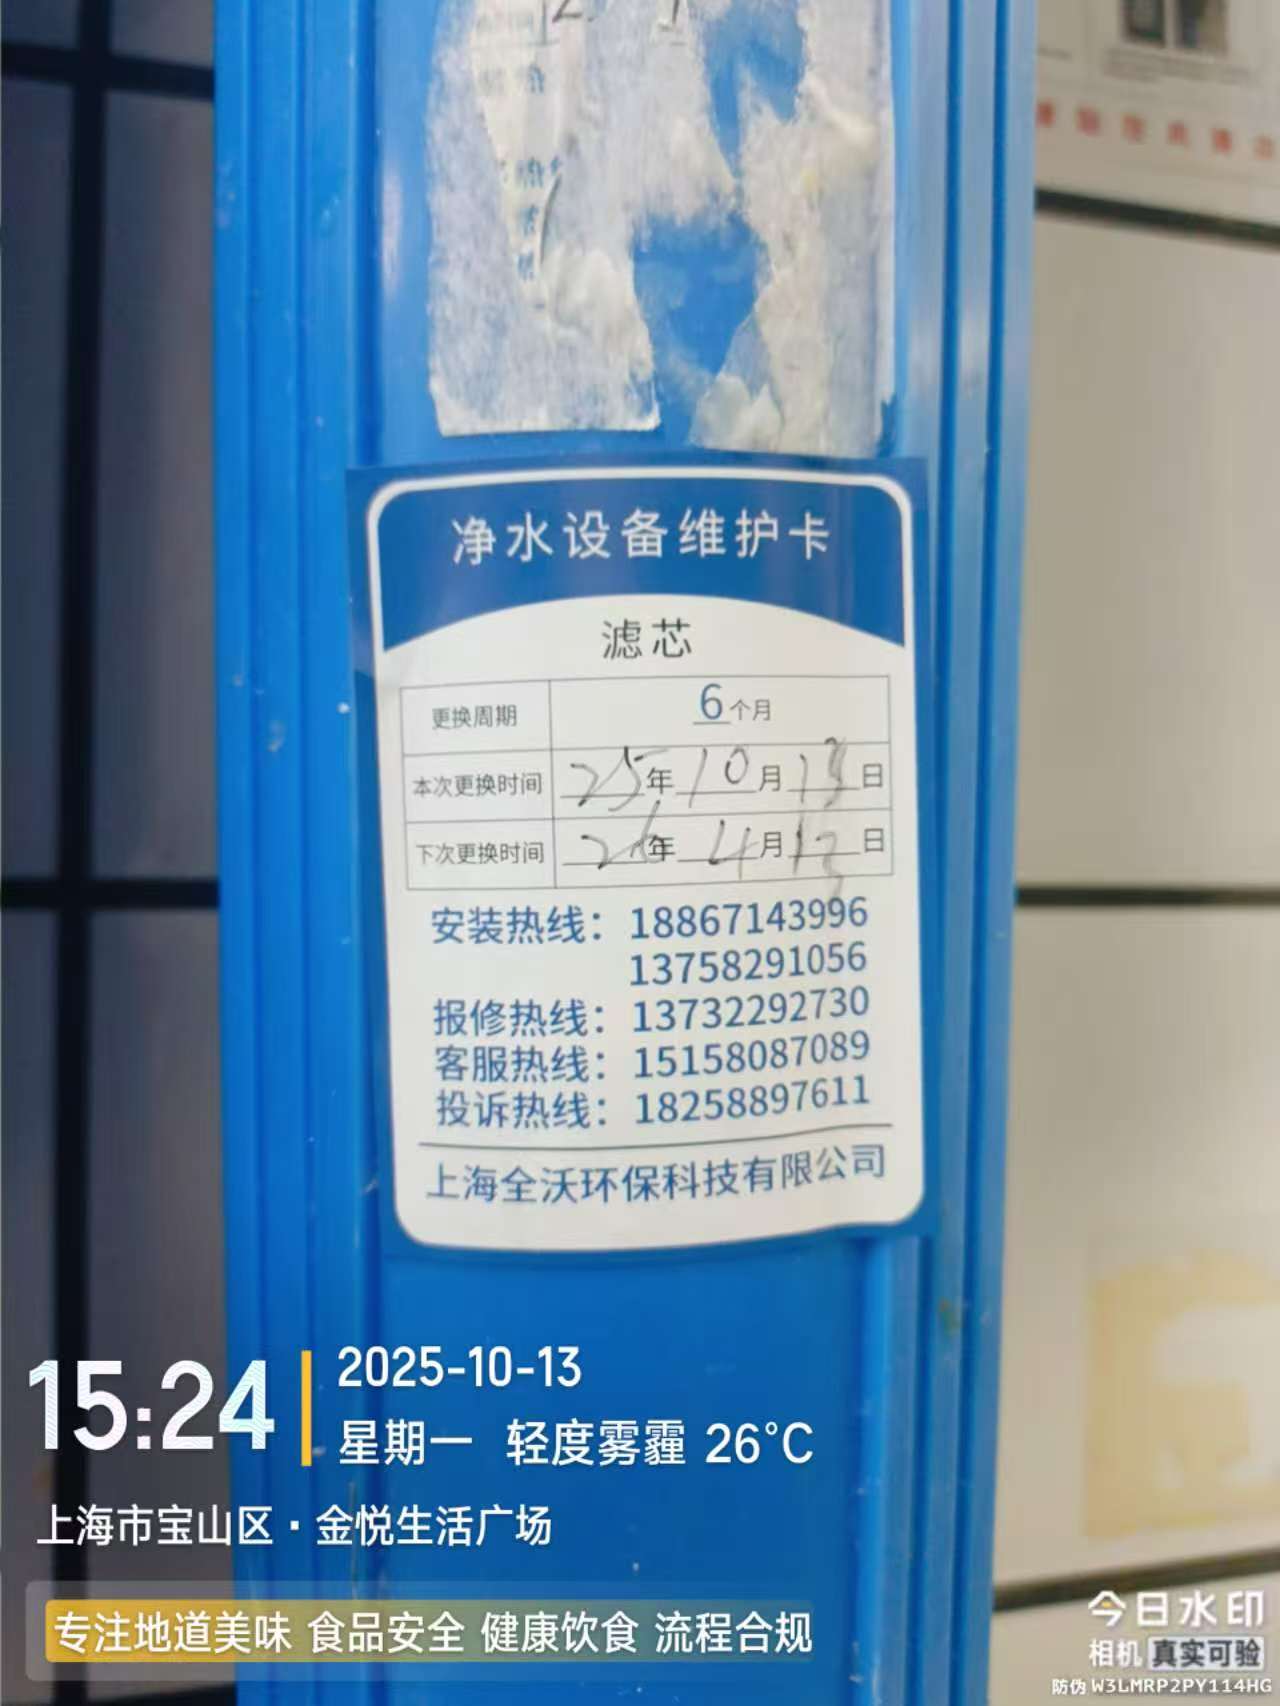 净水设备维护卡
滤芯
更换周期 6个月
本次更换时间 25年10月13日
下次更换时间 26年4月13日
安装热线：18867143996
13758291056
报修热线：13732292730
客服热线：15158087089
投诉热线：18258897611
上海全沃环保科技有限公司
15:24
2025-10-13
星期一 轻度雾霾 26°C
上海市宝山区·金悦生活广场
专注地道美味 食品安全 健康饮食 流程合规
今日水印
相机 真实可验
防伪 W3LMRP2PY114HG